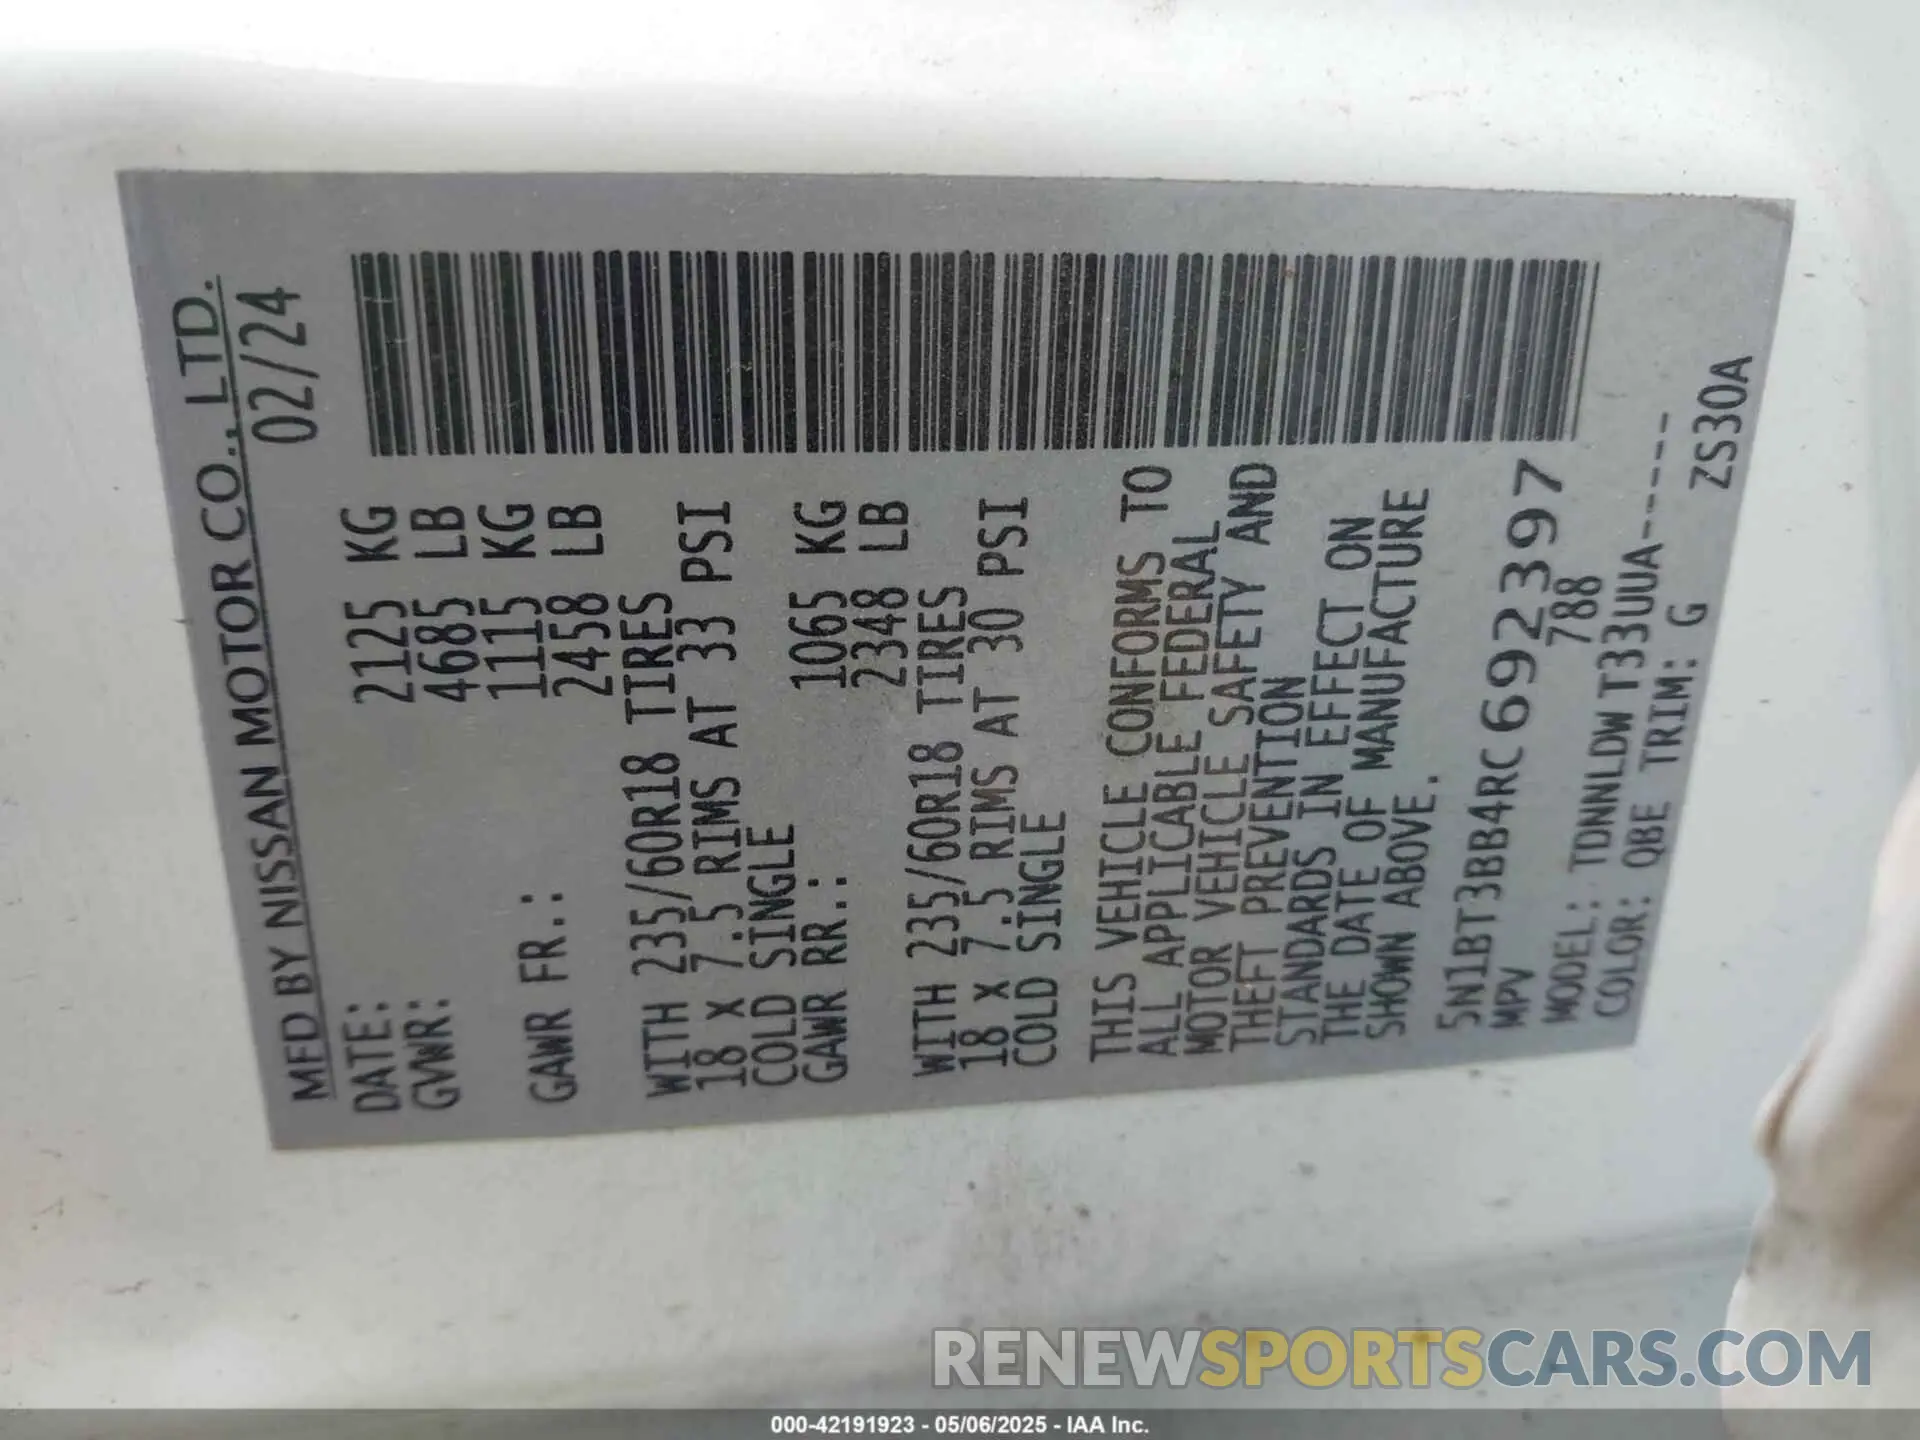 MFD BY NISSAN MOTOR CO., LTD.
DATE: 02/24
GVWR: 2125 KG
4685 LB
GAWR FR.: 1115 KG
2458 LB
WITH 235/60R18 TIRES
18 X 7.5 RIMS AT 33 PSI
COLD SINGLE
GAWR RR.: 1065 KG
2348 LB
WITH 235/60R18 TIRES
18 X 7.5 RIMS AT 30 PSI
COLD SINGLE
THIS VEHICLE CONFORMS TO
ALL APPLICABLE FEDERAL
MOTOR VEHICLE SAFETY AND
THEFT PREVENTION
STANDARDS IN EFFECT ON
THE DATE OF MANUFACTURE
SHOWN ABOVE.
5N1BT3BB4RC692397
MPV 788
MODEL: TDNNLDW T33UUA-----
COLOR: QBE TRIM: G
ZS30A
RENEWSPORTSCARS.COM
000-42191923 - 05/06/2025 - IAA Inc.